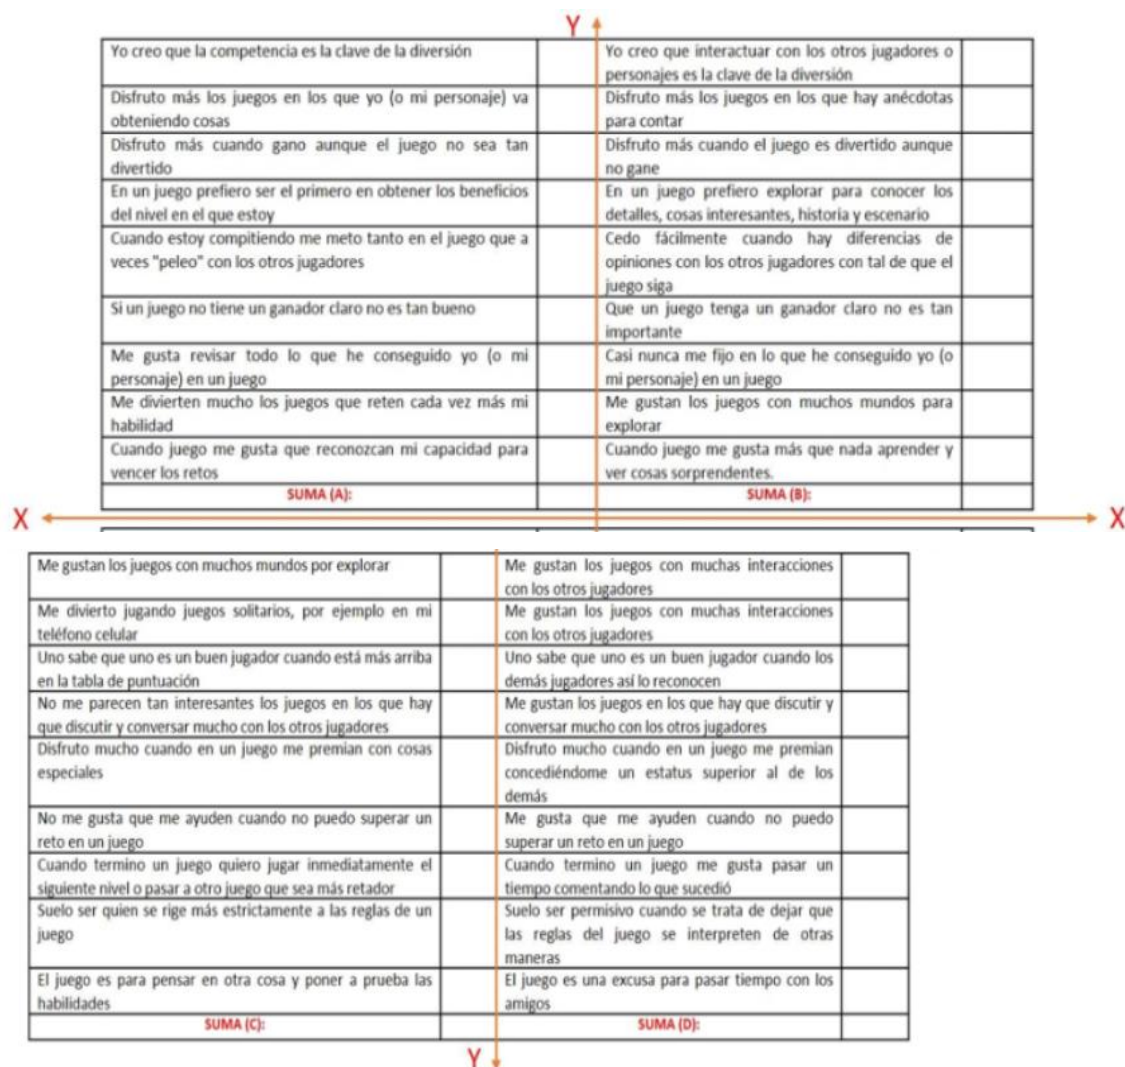 Y
Yo creo que la competencia es la clave de la diversión
Yo creo que interactuar con los otros jugadores o
personajes es la clave de la diversión
Disfruto más los juegos en los que yo (o mi personaje) va
obteniendo cosas
Disfruto más los juegos en los que hay anécdotas
para contar
Disfruto más cuando gano aunque el juego no sea tan
divertido
Disfruto más cuando el juego es divertido aunque
no gane
En un juego prefiero ser el primero en obtener los beneficios
del nivel en el que estoy
En un juego prefiero explorar para conocer los
detalles, cosas interesantes, historia y escenario
Cuando estoy compitiendo me meto tanto en el juego que a
veces "peleo" con los otros jugadores
Cedo fácilmente cuando hay diferencias de
opiniones con los otros jugadores con tal de que el
juego siga
Si un juego no tiene un ganador claro no es tan bueno
Que un juego tenga un ganador claro no es tan
importante
Me gusta revisar todo lo que he conseguido yo (o mi
personaje) en un juego
Casi nunca me fijo en lo que he conseguido yo (o
mi personaje) en un juego
Me divierten mucho los juegos que reten cada vez más mi
habilidad
Me gustan los juegos con muchos mundos para
explorar
Cuando juego me gusta que reconozcan mi capacidad para
vencer los retos
Cuando juego me gusta más que nada aprender y
ver cosas sorprendentes.
SUMA (A):
SUMA (B):
X
X
Me gustan los juegos con muchos mundos por explorar
Me gustan los juegos con muchas interacciones
con los otros jugadores
Me divierto jugando juegos solitarios, por ejemplo en mi
teléfono celular
Me gustan los juegos con muchas interacciones
con los otros jugadores
Uno sabe que uno es un buen jugador cuando está más arriba
en la tabla de puntuación
Uno sabe que uno es un buen jugador cuando los
demás jugadores así lo reconocen
No me parecen tan interesantes los juegos en los que hay
que discutir y conversar mucho con los otros jugadores
Me gustan los juegos en los que hay que discutir y
conversar mucho con los otros jugadores
Disfruto mucho cuando en un juego me premian con cosas
especiales
Disfruto mucho cuando en un juego me premian
concediéndome un estatus superior al de los
demás
No me gusta que me ayuden cuando no puedo superar un
reto en un juego
Me gusta que me ayuden cuando no puedo
superar un reto en un juego
Cuando termino un juego quiero jugar inmediatamente el
siguiente nivel o pasar a otro juego que sea más retador
Cuando termino un juego me gusta pasar un
tiempo comentando lo que sucedió
Suelo ser quien se rige más estrictamente a las reglas de un
juego
Suelo ser permisivo cuando se trata de dejar que
las reglas del juego se interpreten de otras
maneras
El juego es para pensar en otra cosa y poner a prueba las
habilidades
El juego es una excusa para pasar tiempo con los
amigos
SUMA (C):
SUMA (D):
Y